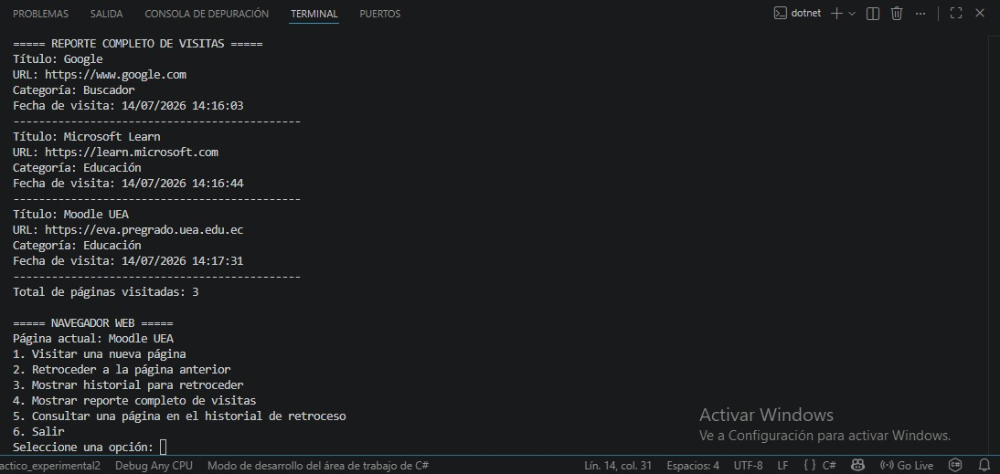 PROBLEMAS SALIDA CONSOLA DE DEPURACIÓN TERMINAL PUERTOS dotnet
===== REPORTE COMPLETO DE VISITAS =====
Título: Google
URL: https://www.google.com
Categoría: Buscador
Fecha de visita: 14/07/2026 14:16:03
---------------------------------------------
Título: Microsoft Learn
URL: https://learn.microsoft.com
Categoría: Educación
Fecha de visita: 14/07/2026 14:16:44
---------------------------------------------
Título: Moodle UEA
URL: https://eva.pregrado.uea.edu.ec
Categoría: Educación
Fecha de visita: 14/07/2026 14:17:31
---------------------------------------------
Total de páginas visitadas: 3
===== NAVEGADOR WEB =====
Página actual: Moodle UEA
1. Visitar una nueva página
2. Retroceder a la página anterior
3. Mostrar historial para retroceder
4. Mostrar reporte completo de visitas
5. Consultar una página en el historial de retroceso
6. Salir
Seleccione una opción:
Activar Windows
Ve a Configuración para activar Windows.
actico_experimental2 Debug Any CPU Modo de desarrollo del área de trabajo de C# Lín. 14, col. 31 Espacios: 4 UTF-8 LF { } C# Go Live